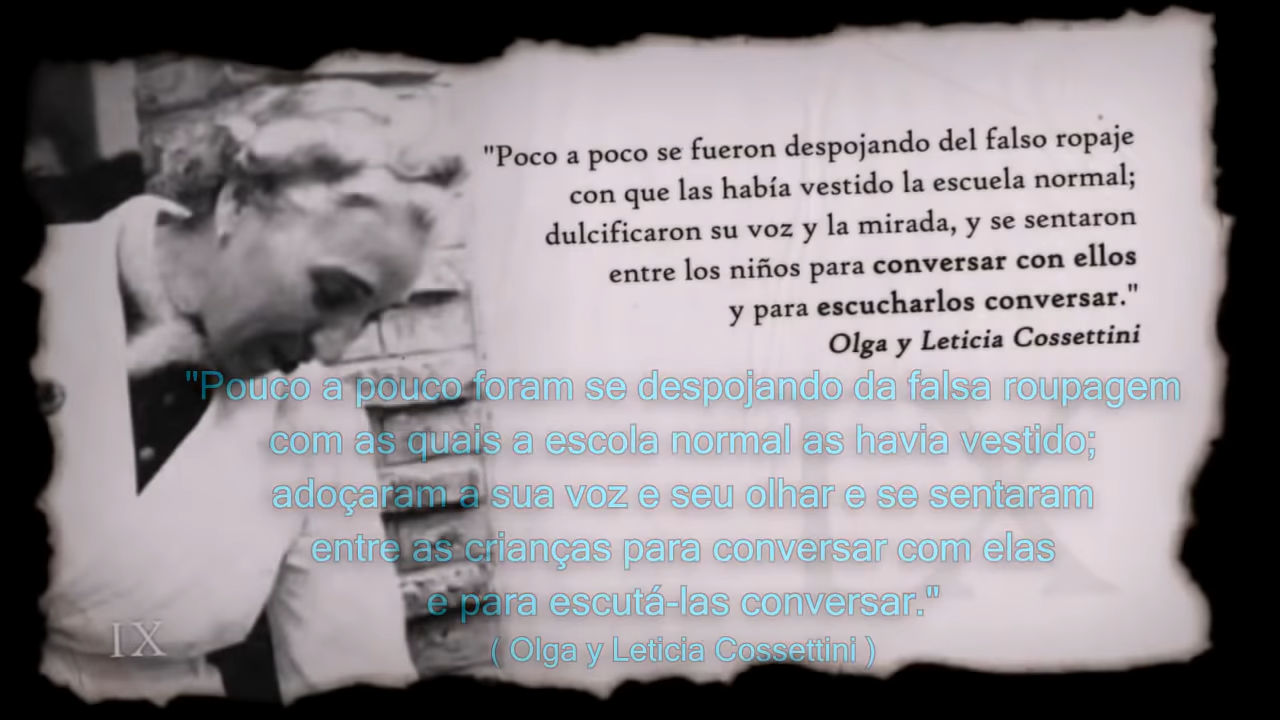 "Poco a poco se fueron despojando del falso ropaje
con que las había vestido la escuela normal;
dulcificaron su voz y la mirada, y se sentaron
entre los niños para conversar con ellos
y para escucharlos conversar."
Olga y Leticia Cossettini
"Pouco a pouco foram se despojando da falsa roupagem
com as quais a escola normal as havia vestido;
adoçaram a sua voz e seu olhar e se sentaram
entre as crianças para conversar com elas
e para escutá-las conversar."
( Olga y Leticia Cossettini )
IX
IX